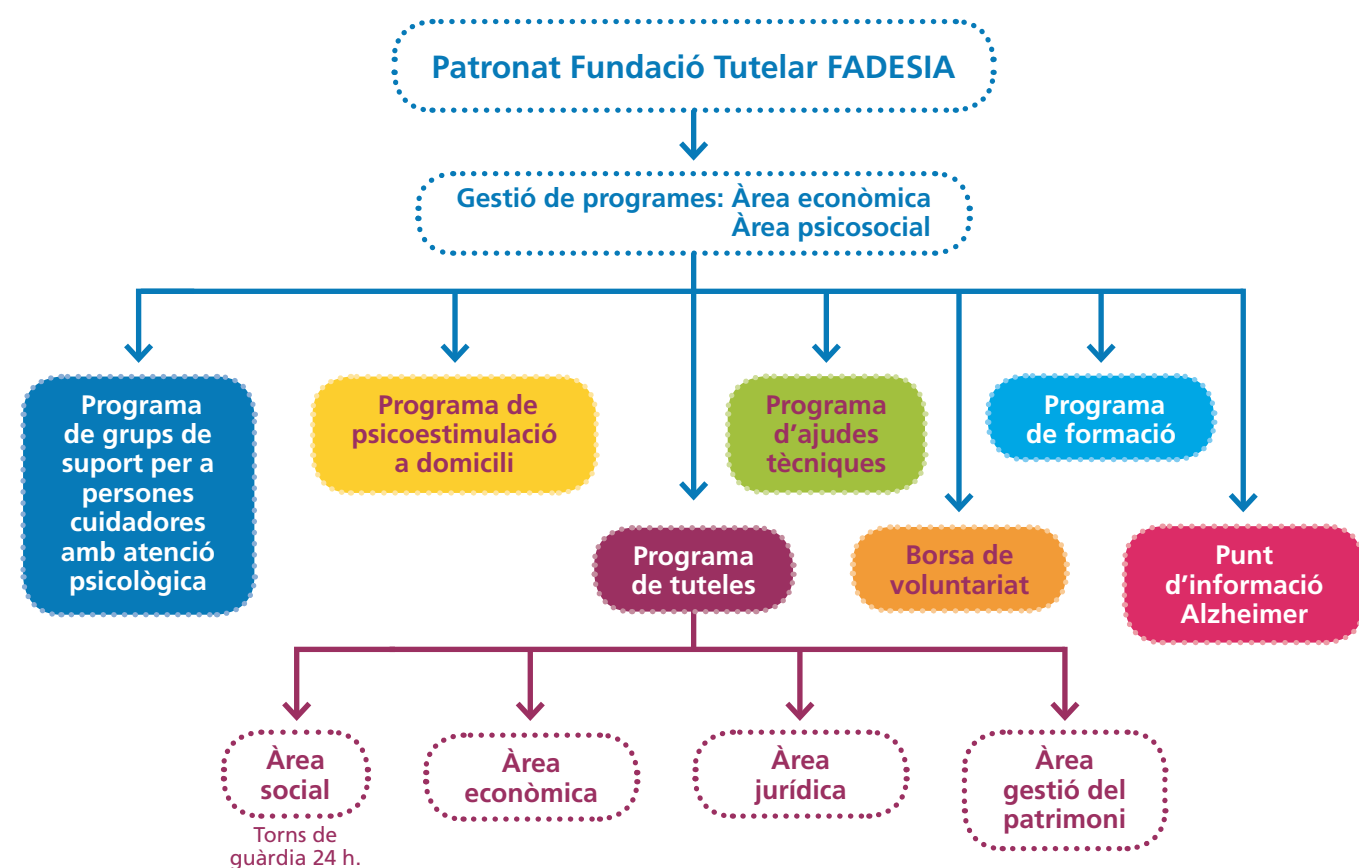 Patronat Fundació Tutelar FADESIA
Gestió de programes: Àrea econòmica
Àrea psicosocial
Programa
de grups de
suport per a
persones
cuidadores
amb atenció
psicològica
Programa de
psicoestimulació
a domicili
Programa
d’ajudes
tècniques
Programa
de formació
Programa
de tuteles
Borsa de
voluntariat
Punt
d’informació
Alzheimer
Àrea
social
Torns de
guàrdia 24 h.
Àrea
econòmica
Àrea
jurídica
Àrea
gestió del
patrimoni